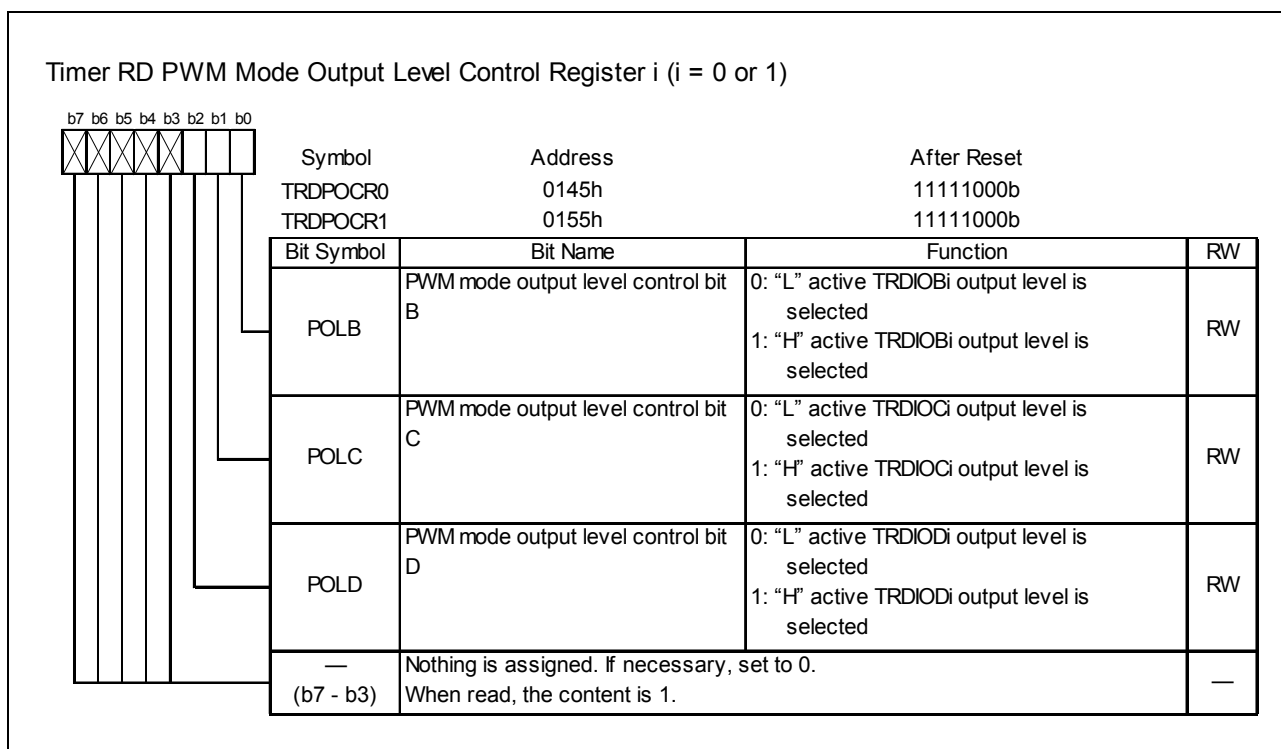 Timer RD PWM Mode Output Level Control Register i (i = 0 or 1)
b7 b6 b5 b4 b3 b2 b1 b0
Symbol Address After Reset
TRDPOCR0 0145h 11111000b
TRDPOCR1 0155h 11111000b
Bit Symbol Bit Name Function RW
POLB PWM mode output level control bit B 0: “L” active TRDIOBi output level is
selected
1: “H” active TRDIOBi output level is
selected RW
POLC PWM mode output level control bit C 0: “L” active TRDIOCi output level is
selected
1: “H” active TRDIOCi output level is
selected RW
POLD PWM mode output level control bit D 0: “L” active TRDIODi output level is
selected
1: “H” active TRDIODi output level is
selected RW
—
(b7 - b3) Nothing is assigned. If necessary, set to 0.
When read, the content is 1. —